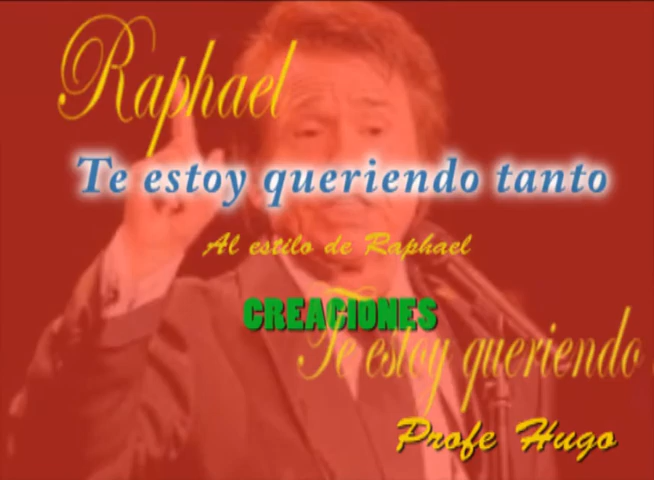 Raphael
Te estoy queriendo tanto
Al estilo de Raphael
CREACIONES
Te estoy queriendo
Profe Hugo